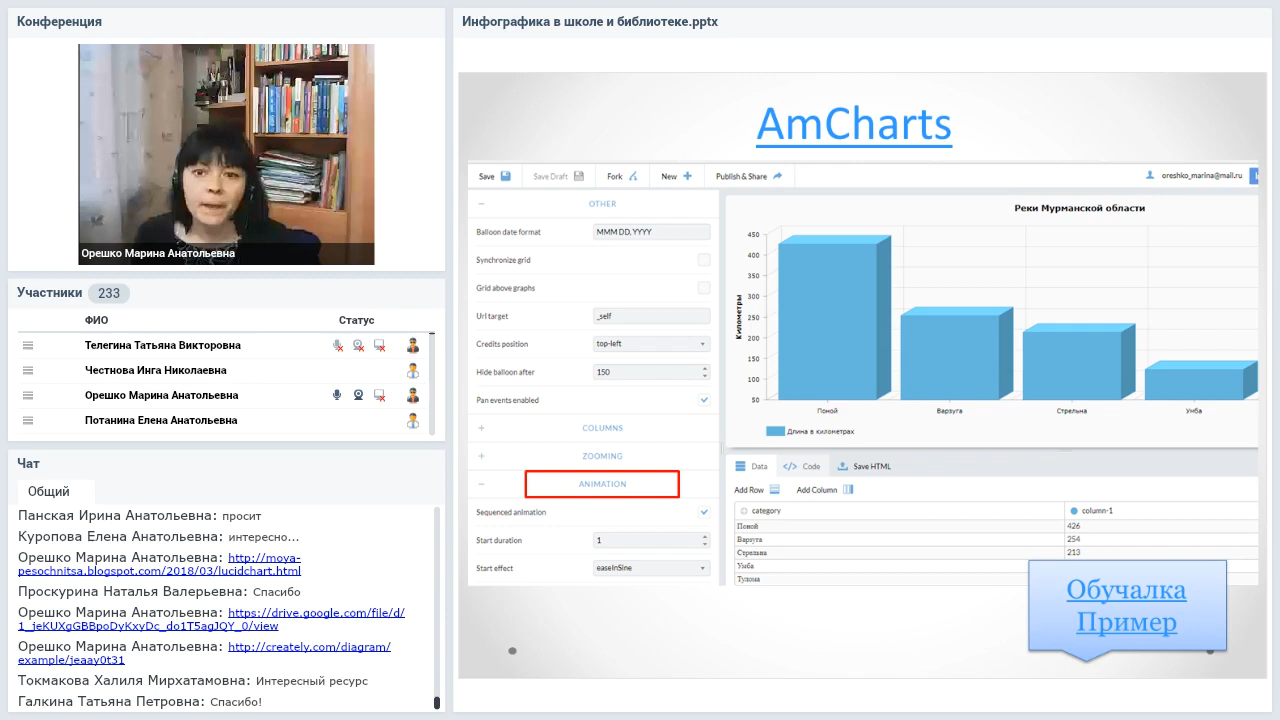 Конференция
Орешко Марина Анатольевна
Участники 233
ФИО Статус
Телегина Татьяна Викторовна
Честнова Инга Николаевна
Орешко Марина Анатольевна
Потанина Елена Анатольевна
Чат
Общий
Панская Ирина Анатольевна: просит
Куропова Елена Анатольевна: интересно...
Орешко Марина Анатольевна: http://moya-
pesochnitsa.blogspot.com/2018/03/lucidchart.html
Проскурина Наталья Валерьевна: Спасибо
Орешко Марина Анатольевна: https://drive.google.com/file/d/
1_jeKUXgGBBpoDyKxyDc_do1T5agJQY_0/view
Орешко Марина Анатольевна: http://creately.com/diagram/
example/jeaay0t31
Токмакова Халиля Мирхатамовна: Интересный ресурс
Галкина Татьяна Петровна: Спасибо!
Инфографика в школе и библиотеке.pptx
AmCharts
Save Save Draft Fork New Publish & Share oreshko_marina@mail.ru
OTHER
Balloon date format MMM DD, YYYY
Synchronize grid
Grid above graphs
Url target _self
Credits position top-left
Hide balloon after 150
Pan events enabled
COLUMNS
ZOOMING
ANIMATION
Sequenced animation
Start duration 1
Start effect easeInSine
Реки Мурманской области
Километры
450
400
350
300
250
200
150
100
50
Поной Варзуга Стрельна Умба
Длина в километрах
Data Code Save HTML
Add Row Add Column
category column-1
Поной 426
Варзуга 254
Стрельна 213
Умба
Тулома
Обучалка
Пример